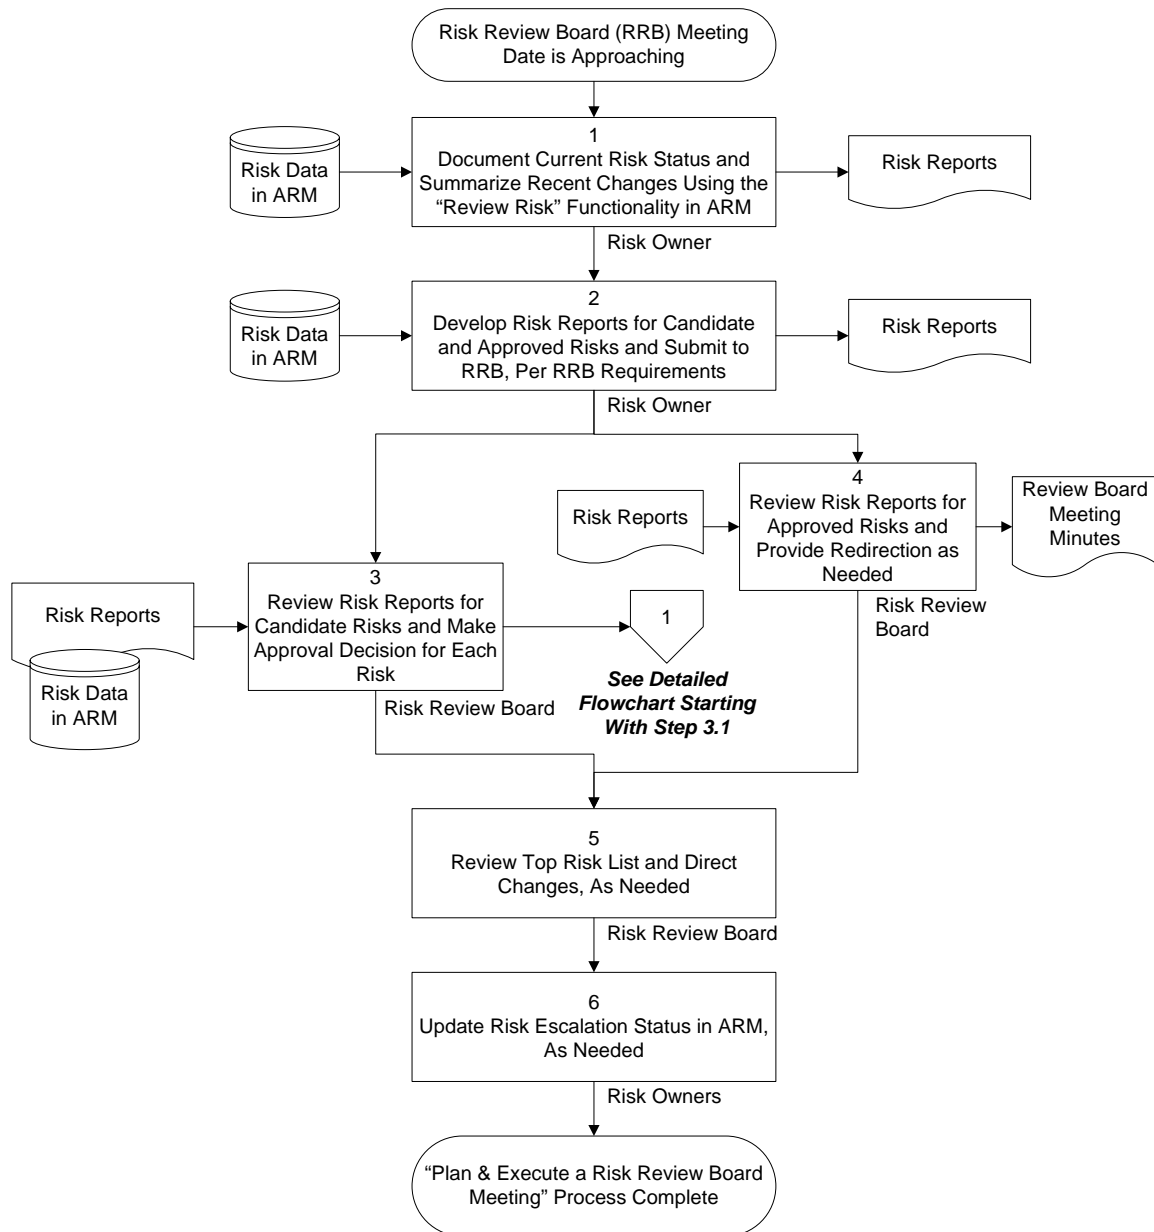 Risk Review Board (RRB) Meeting
Date is Approaching
Risk Data
in ARM
1
Document Current Risk Status and
Summarize Recent Changes Using the
“Review Risk” Functionality in ARM
Risk Reports
Risk Owner
Risk Data
in ARM
2
Develop Risk Reports for Candidate
and Approved Risks and Submit to
RRB, Per RRB Requirements
Risk Reports
Risk Owner
Risk Reports
4
Review Risk Reports for
Approved Risks and
Provide Redirection as
Needed
Review Board
Meeting
Minutes
Risk Review
Board
Risk Reports
Risk Data
in ARM
3
Review Risk Reports for
Candidate Risks and Make
Approval Decision for Each
Risk
Risk Review Board
1
See Detailed
Flowchart Starting
With Step 3.1
5
Review Top Risk List and Direct
Changes, As Needed
Risk Review Board
6
Update Risk Escalation Status in ARM,
As Needed
Risk Owners
“Plan & Execute a Risk Review Board
Meeting” Process Complete